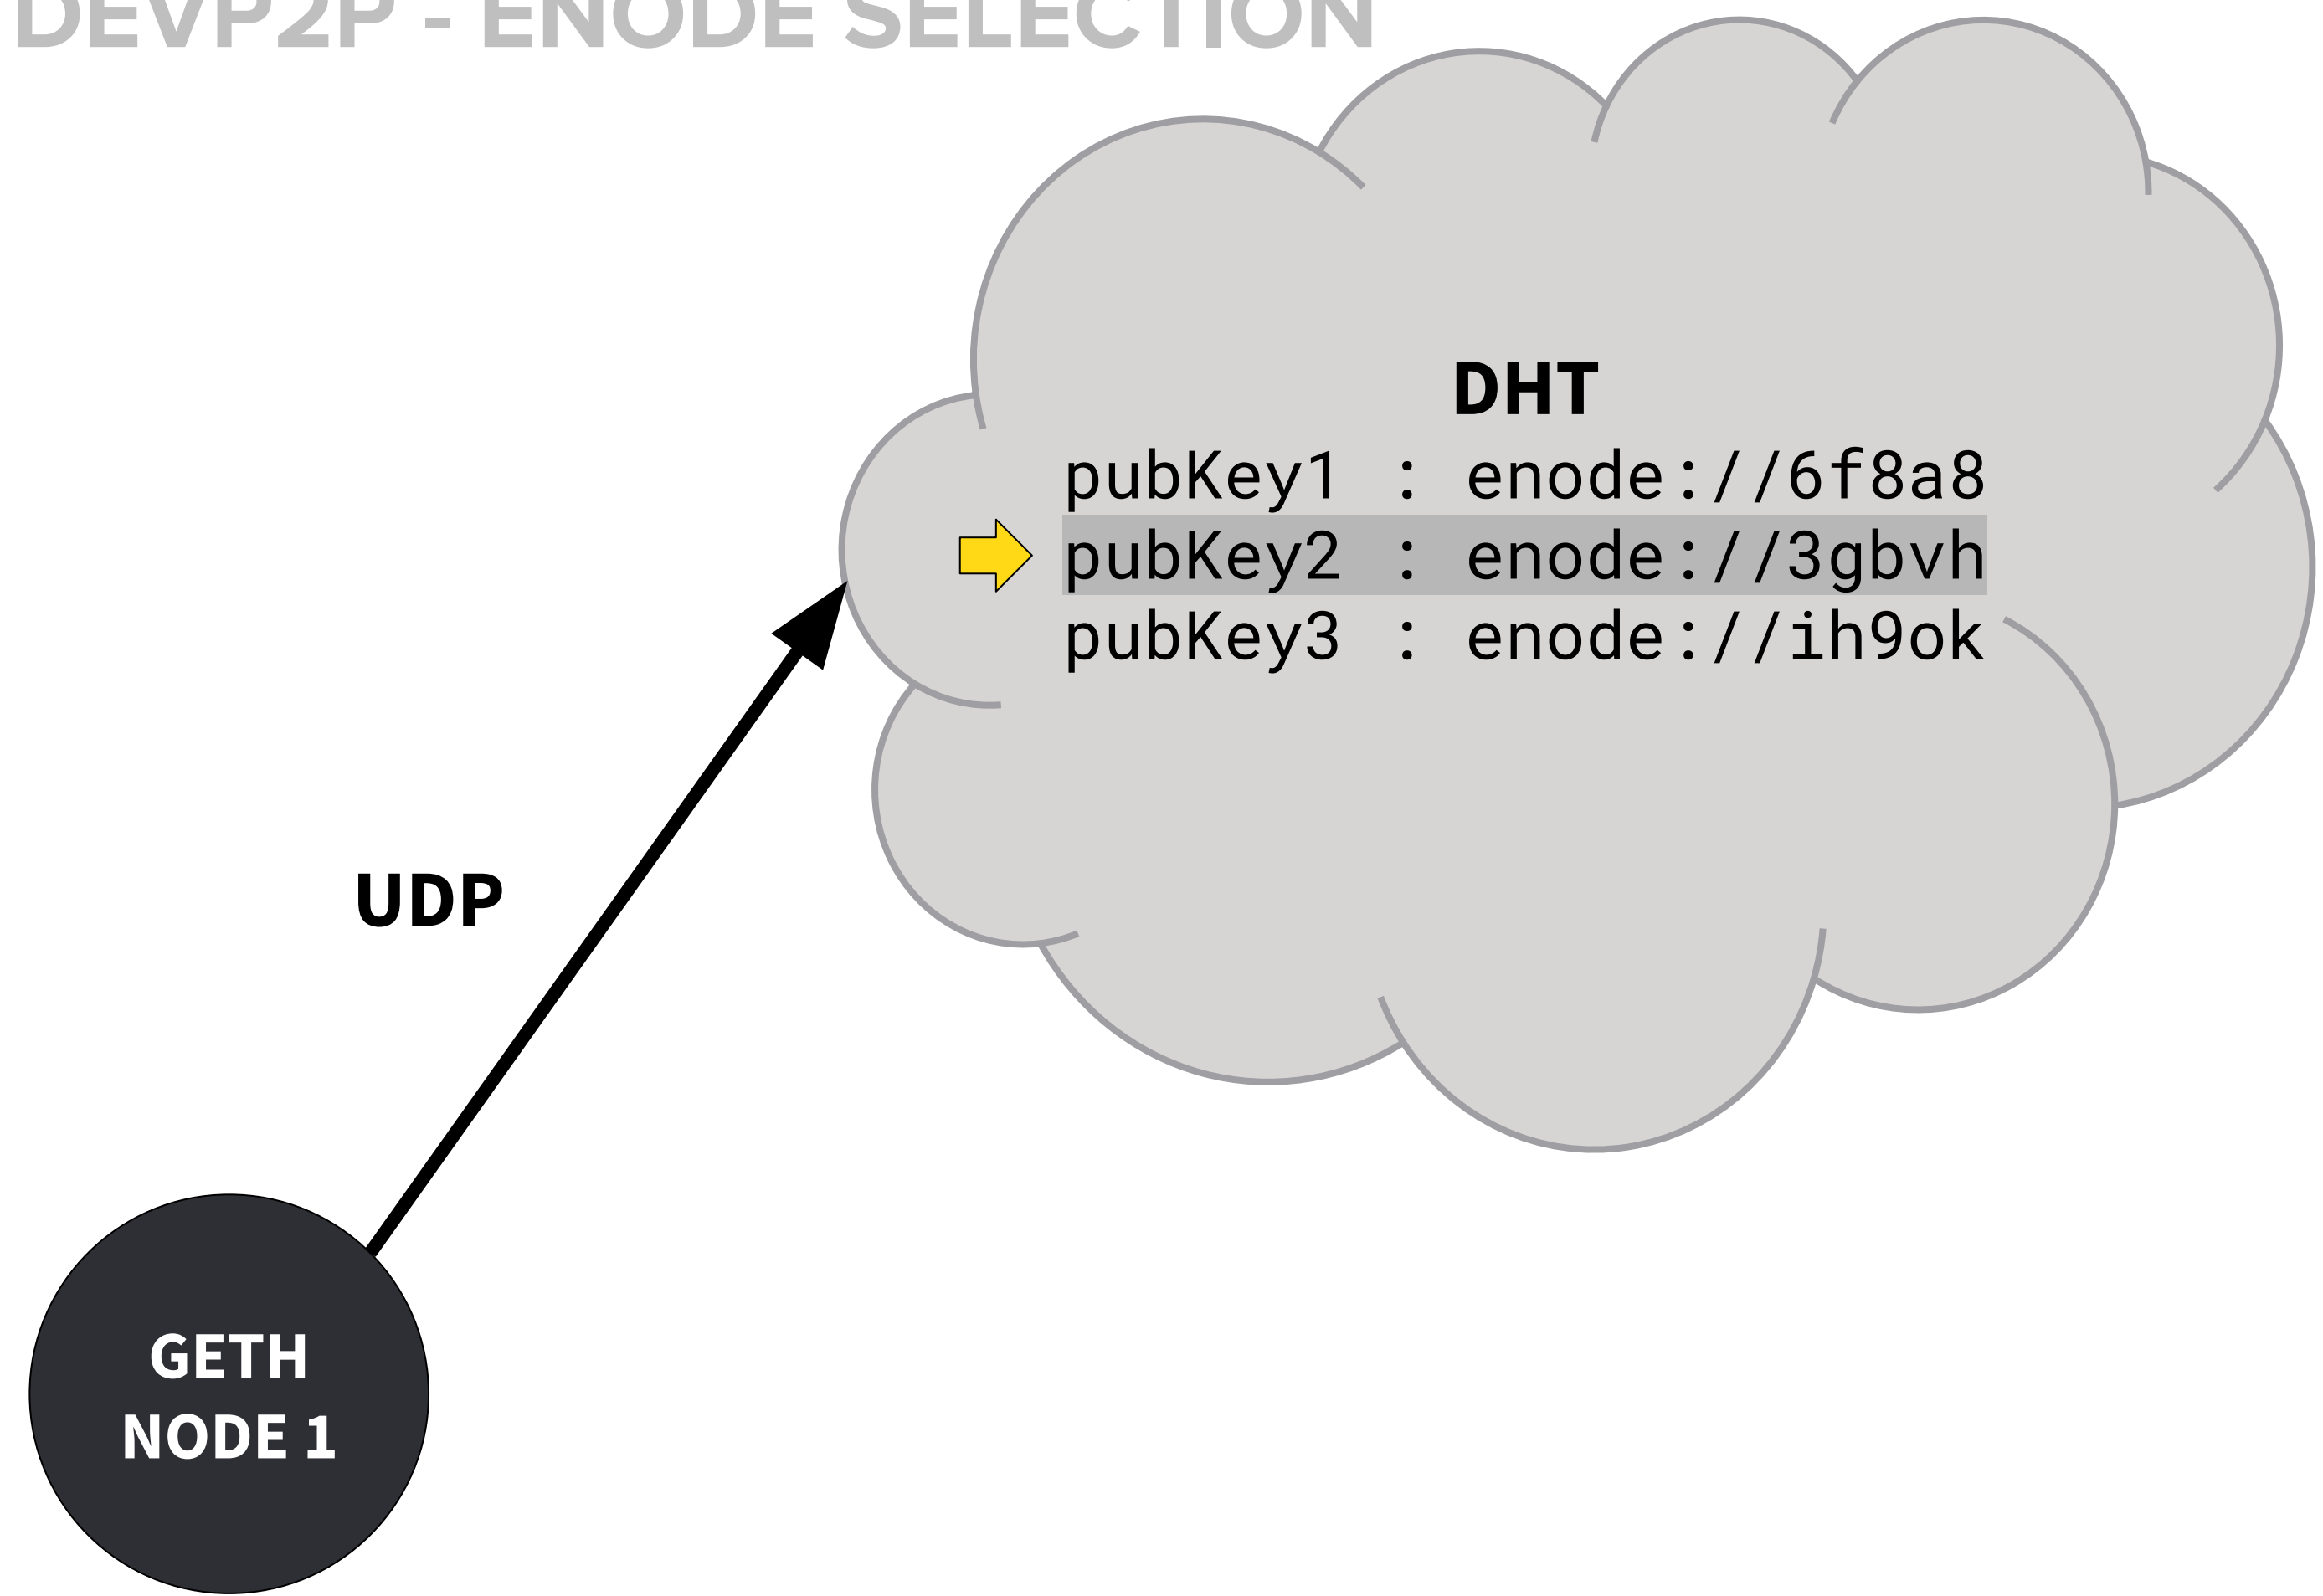 DEVP2P - ENODE SELECTION
DHT
pubKey1 : enode://6f8a8
pubKey2 : enode://3gbvh
pubKey3 : enode://ih9ok
UDP
GETH
NODE 1